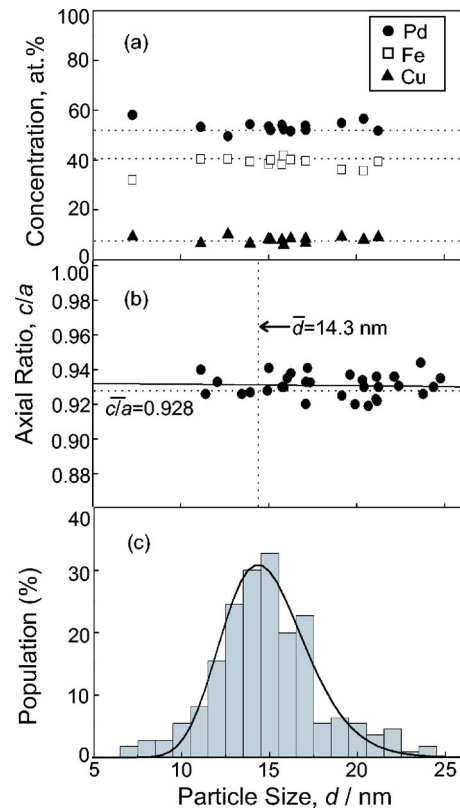 (a)
Pd
Fe
Cu
Concentration, at.%
100
80
60
40
20
0
(b)
Axial Ratio, c/a
1.00
0.98
0.96
0.94
0.92
0.90
0.88
d̅=14.3 nm
c/a=0.928
(c)
Population (%)
40
30
20
10
0
5
10
15
20
25
Particle Size, d / nm